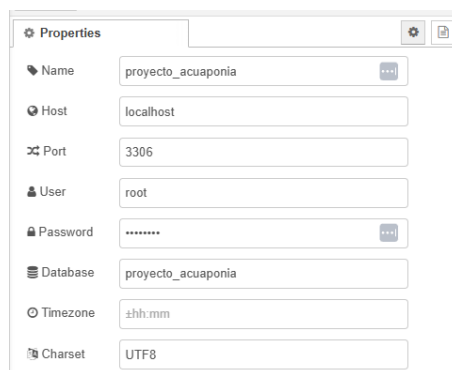 Properties
Name proyecto_acuaponia
Host localhost
Port 3306
User root
Password ••••••••
Database proyecto_acuaponia
Timezone ±hh:mm
Charset UTF8